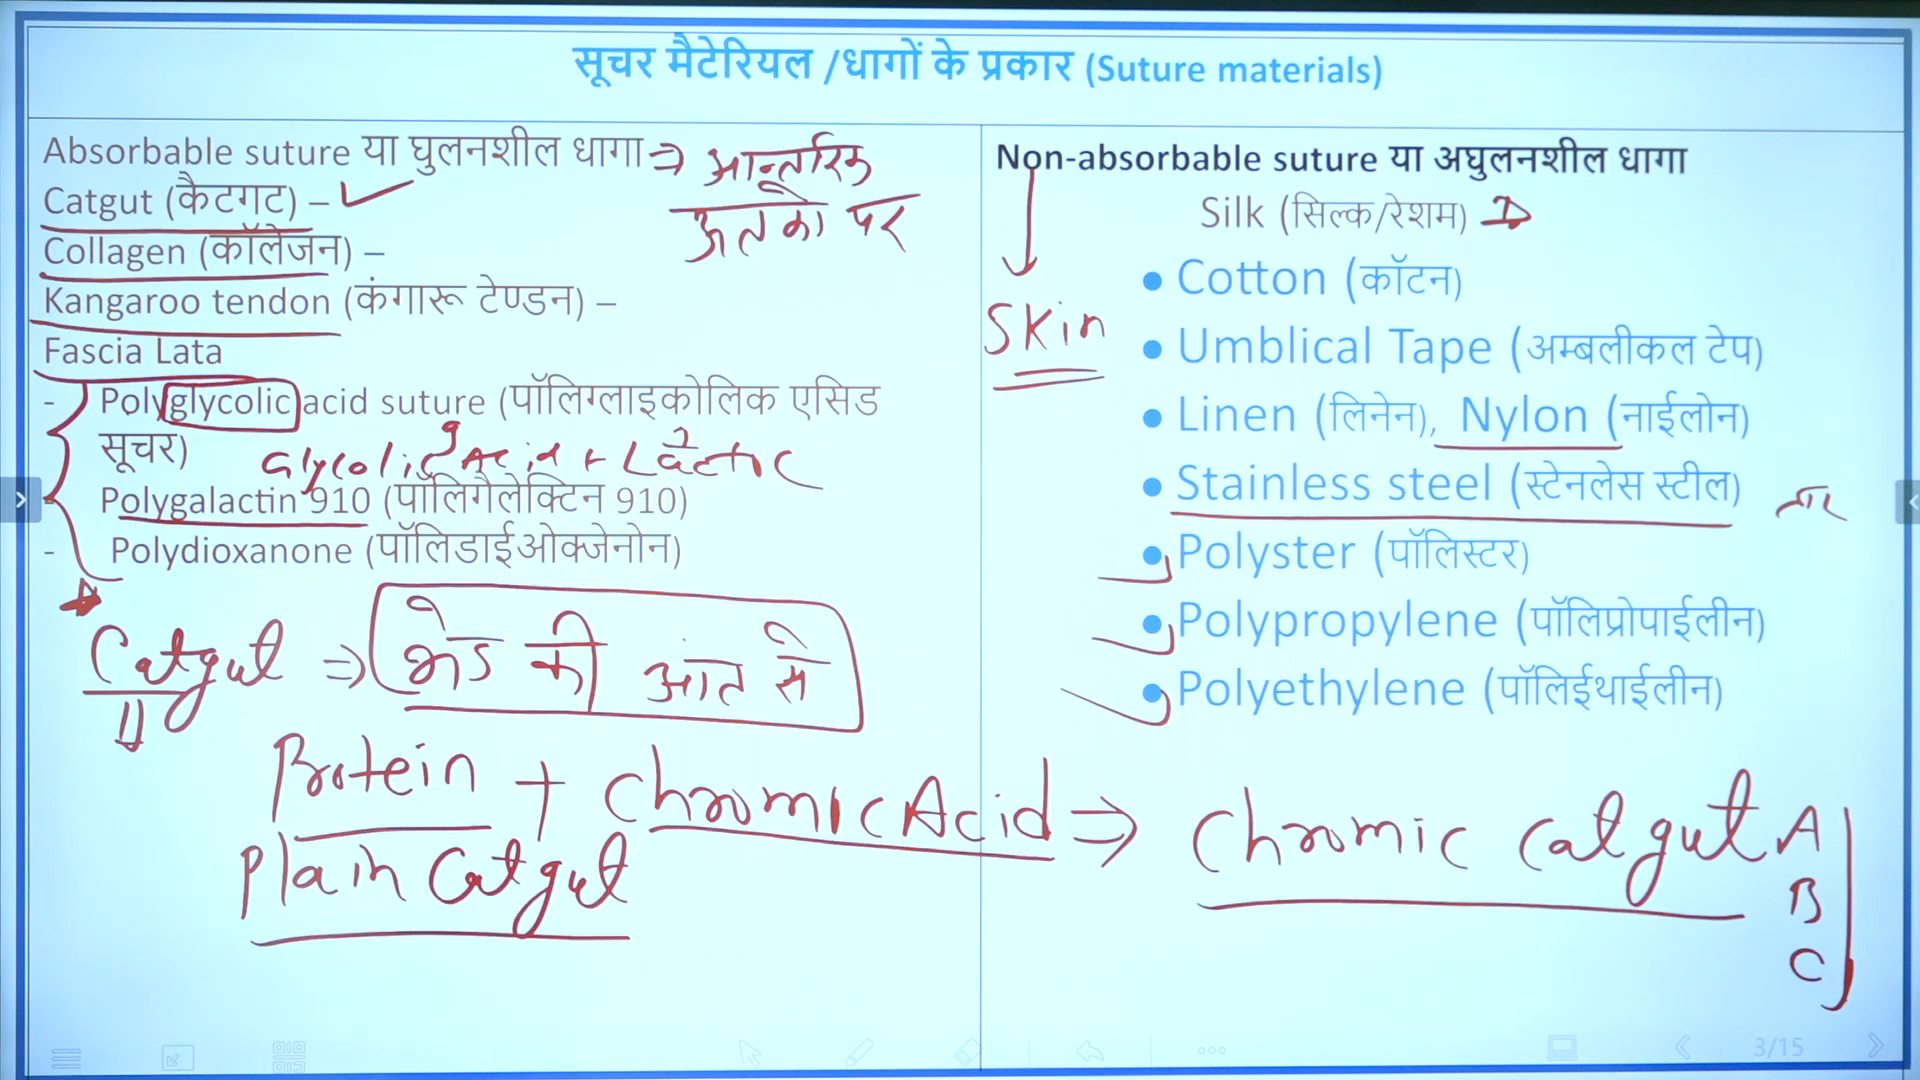 सूचर मैटेरियल /धागों के प्रकार (Suture materials)
Absorbable suture या घुलनशील धागा ⇒ आन्तरिक
ऊतको पर
Catgut (कैटगट) –
Collagen (कॉलेजन) –
Kangaroo tendon (कंगारू टेण्डन) –
Fascia Lata
- Polyglycolic acid suture (पॉलिग्लाइकोलिक एसिड
सूचर)
Glycolic Acid + Lactic
Polygalactin 910 (पॉलिगैलेक्टिन 910)
- Polydioxanone (पॉलिडाईओक्जेनोन)
Catgut ⇒ भेड की आंत से
Protein + Chromic Acid ⇒ Chromic Catgut A
B
C
Plain Catgut
Non-absorbable suture या अघुलनशील धागा
Silk (सिल्क/रेशम)
Skin
• Cotton (कॉटन)
• Umblical Tape (अम्बलीकल टेप)
• Linen (लिनेन), Nylon (नाईलोन)
• Stainless steel (स्टेनलेस स्टील) तार
• Polyster (पॉलिस्टर)
• Polypropylene (पॉलिप्रोपाईलीन)
• Polyethylene (पॉलिईथाईलीन)
3/15